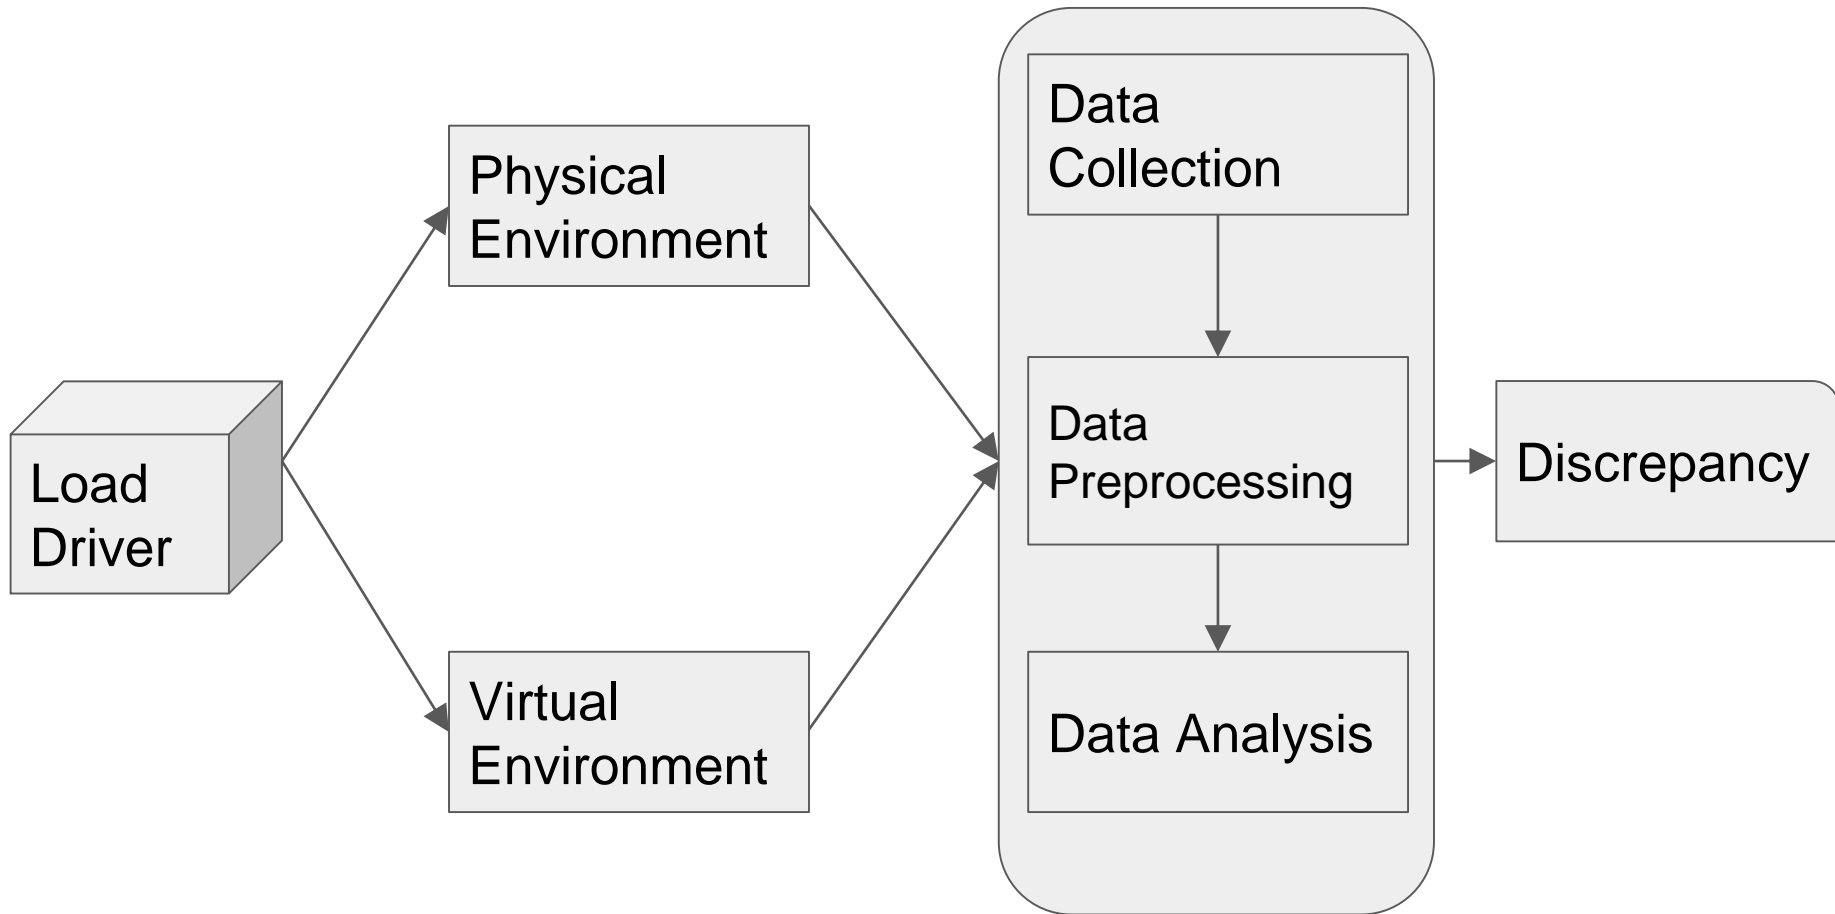 Load
Driver
Physical
Environment
Virtual
Environment
Data
Collection
Data
Preprocessing
Data Analysis
Discrepancy